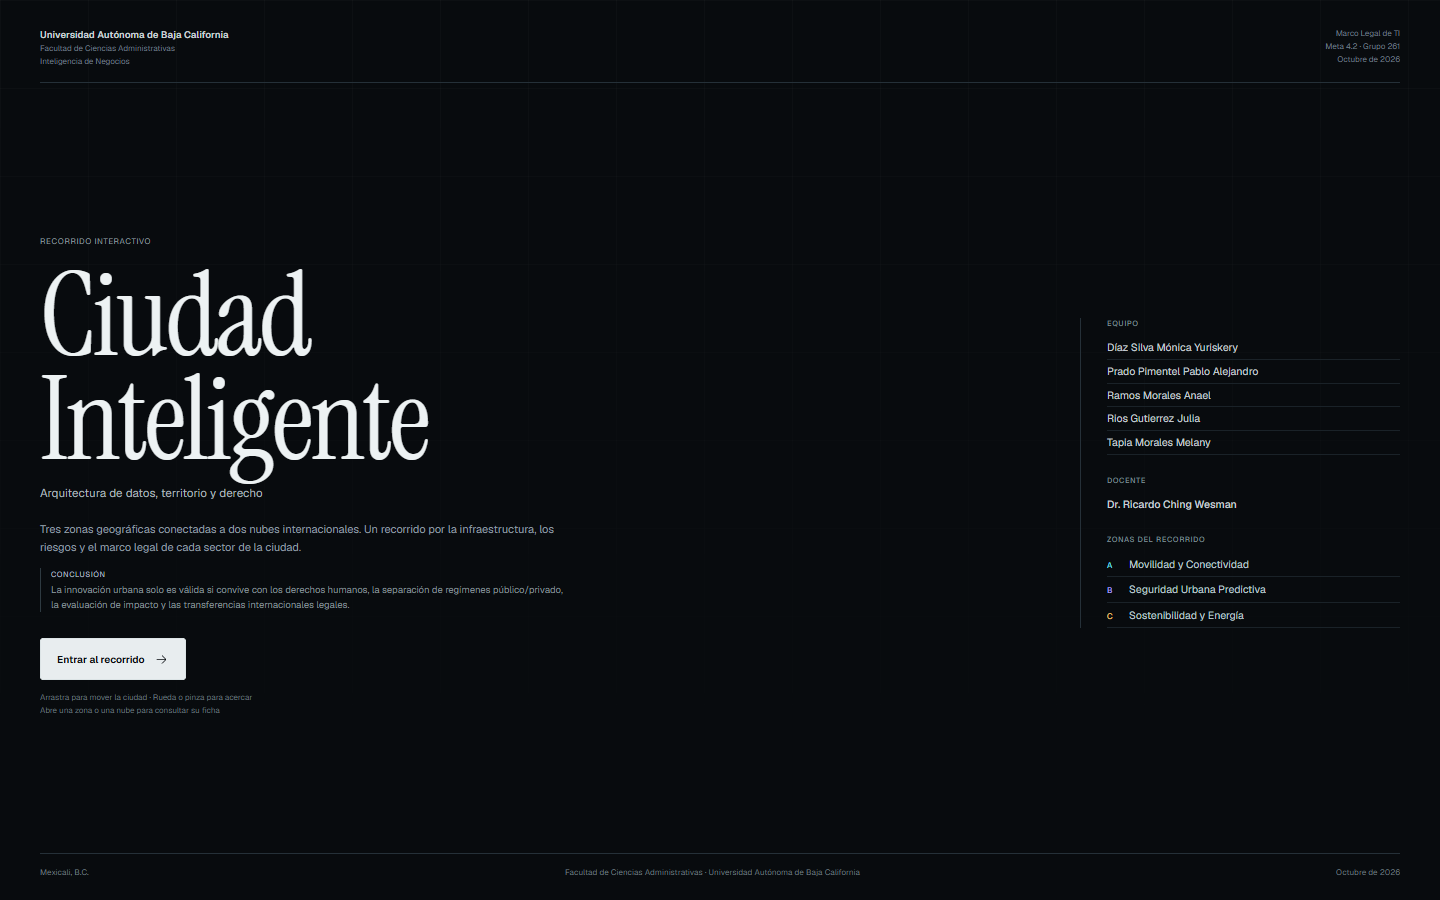 Universidad Autónoma de Baja California
Facultad de Ciencias Administrativas
Inteligencia de Negocios
Marco Legal de TI
Meta 4.2 · Grupo 261
Octubre de 2026
RECORRIDO INTERACTIVO
Ciudad
Inteligente
Arquitectura de datos, territorio y derecho
Tres zonas geográficas conectadas a dos nubes internacionales. Un recorrido por la infraestructura, los
riesgos y el marco legal de cada sector de la ciudad.
CONCLUSIÓN
La innovación urbana solo es válida si convive con los derechos humanos, la separación de regímenes público/privado,
la evaluación de impacto y las transferencias internacionales legales.
Entrar al recorrido →
Arrastra para mover la ciudad · Rueda o pinza para acercar
Abre una zona o una nube para consultar su ficha
EQUIPO
Díaz Silva Mónica Yuriskery
Prado Pimentel Pablo Alejandro
Ramos Morales Anael
Rios Gutierrez Julia
Tapia Morales Melany
DOCENTE
Dr. Ricardo Ching Wesman
ZONAS DEL RECORRIDO
A Movilidad y Conectividad
B Seguridad Urbana Predictiva
C Sostenibilidad y Energía
Mexicali, B.C.
Facultad de Ciencias Administrativas · Universidad Autónoma de Baja California
Octubre de 2026